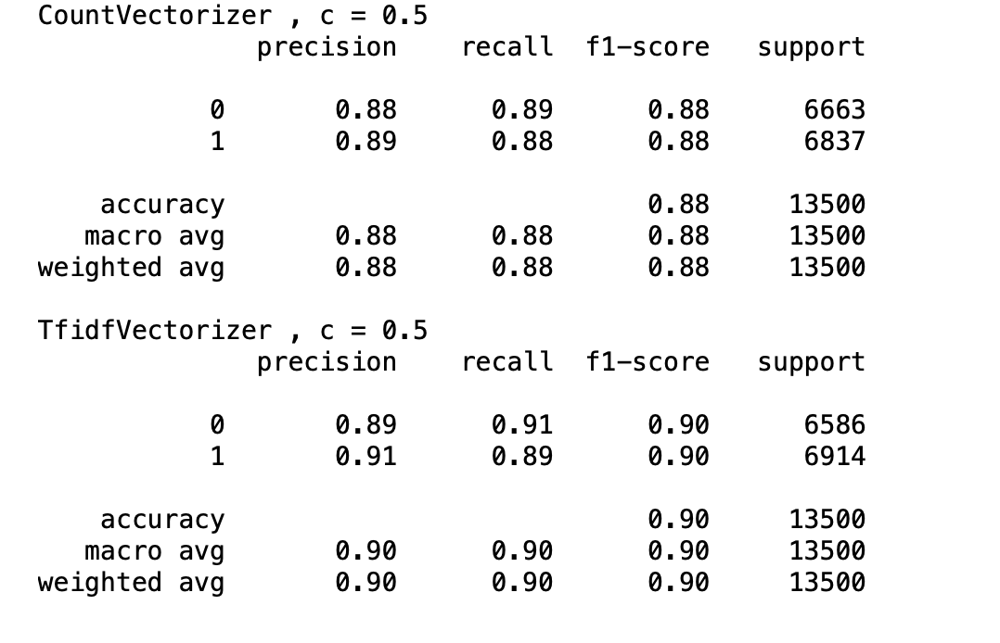 CountVectorizer , c = 0.5
precision recall f1-score support
0 0.88 0.89 0.88 6663
1 0.89 0.88 0.88 6837
accuracy 0.88 13500
macro avg 0.88 0.88 0.88 13500
weighted avg 0.88 0.88 0.88 13500
TfidfVectorizer , c = 0.5
precision recall f1-score support
0 0.89 0.91 0.90 6586
1 0.91 0.89 0.90 6914
accuracy 0.90 13500
macro avg 0.90 0.90 0.90 13500
weighted avg 0.90 0.90 0.90 13500